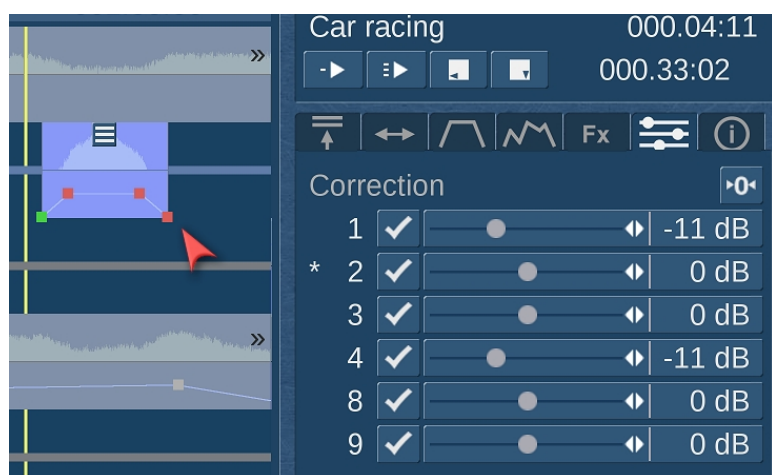 Car racing 000.04:11
000.33:02
Fx
Correction 0
1 -11 dB
* 2 0 dB
3 0 dB
4 -11 dB
8 0 dB
9 0 dB